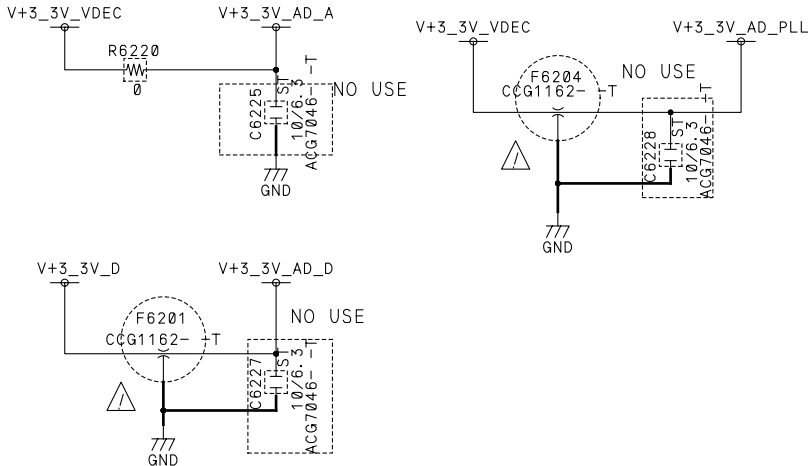 V+3_3V_VDEC
V+3_3V_AD_A
R6220
0
NO USE
C6225
ST
10/6.3
ACG7046- -T
GND
V+3_3V_VDEC
V+3_3V_AD_PLL
F6204
CCG1162- -T
NO USE
C6228
ST
10/6.3
ACG7046- -T
GND
V+3_3V_D
V+3_3V_AD_D
F6201
CCG1162- -T
NO USE
C6227
ST
10/6.3
ACG7046- -T
GND